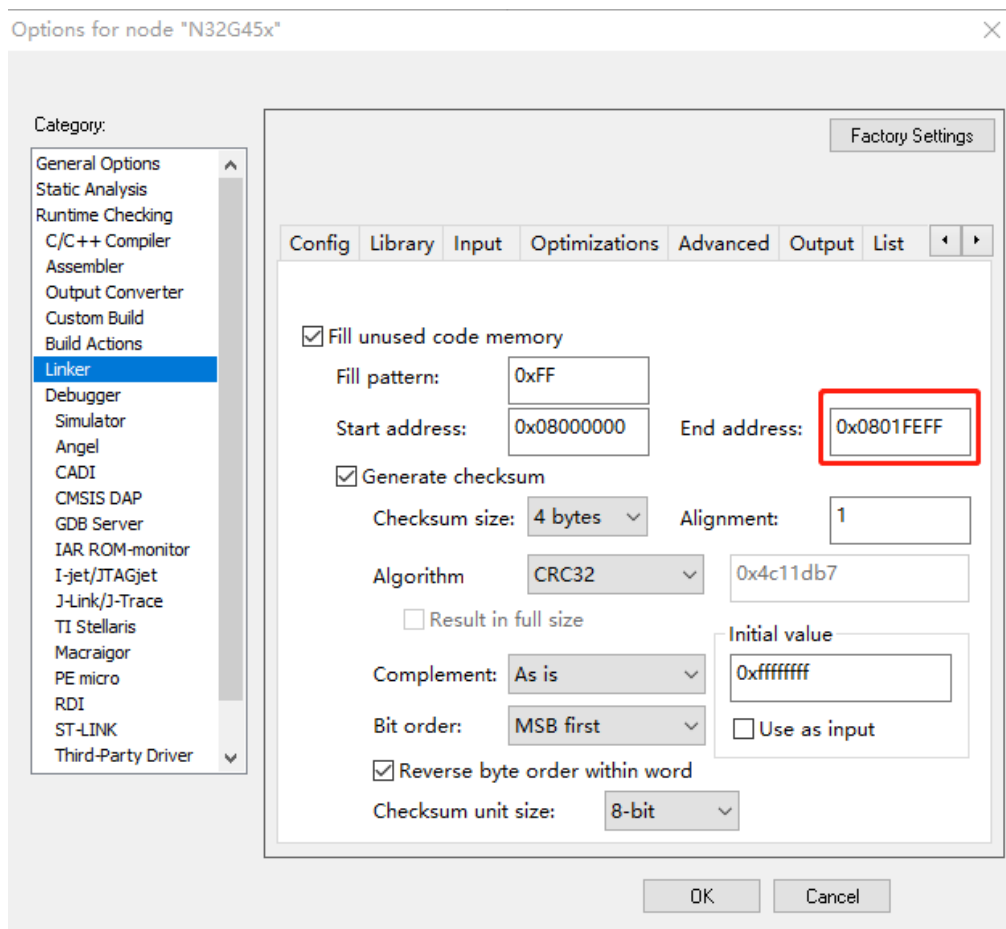 Options for node "N32G45x"
Category:
Factory Settings
General Options
Static Analysis
Runtime Checking
C/C++ Compiler
Assembler
Output Converter
Custom Build
Build Actions
Linker
Debugger
Simulator
Angel
CADI
CMSIS DAP
GDB Server
IAR ROM-monitor
I-jet/JTAGjet
J-Link/J-Trace
TI Stellaris
Macraigor
PE micro
RDI
ST-LINK
Third-Party Driver
Config Library Input Optimizations Advanced Output List
Fill unused code memory
Fill pattern: 0xFF
Start address: 0x08000000 End address: 0x0801FEFF
Generate checksum
Checksum size: 4 bytes Alignment: 1
Algorithm CRC32 0x4c11db7
Result in full size
Initial value
Complement: As is 0xffffffff
Bit order: MSB first Use as input
Reverse byte order within word
Checksum unit size: 8-bit
OK Cancel